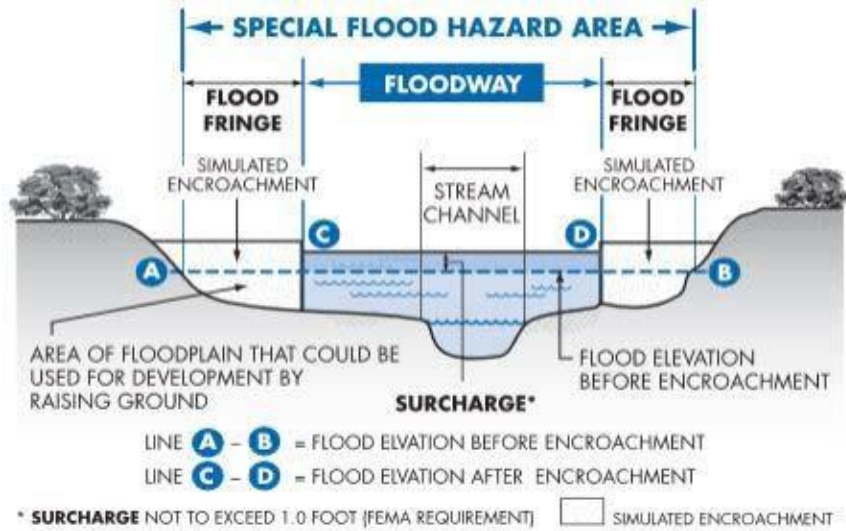 SPECIAL FLOOD HAZARD AREA
FLOODWAY
FLOOD
FRINGE
FLOOD
FRINGE
SIMULATED
ENCROACHMENT
STREAM
CHANNEL
SIMULATED
ENCROACHMENT
C
D
A
B
AREA OF FLOODPLAIN THAT COULD BE
USED FOR DEVELOPMENT BY
RAISING GROUND
FLOOD ELEVATION
BEFORE ENCROACHMENT
SURCHARGE*
LINE A – B = FLOOD ELVATION BEFORE ENCROACHMENT
LINE C – D = FLOOD ELVATION AFTER ENCROACHMENT
* SURCHARGE NOT TO EXCEED 1.0 FOOT (FEMA REQUIREMENT)
SIMULATED ENCROACHMENT